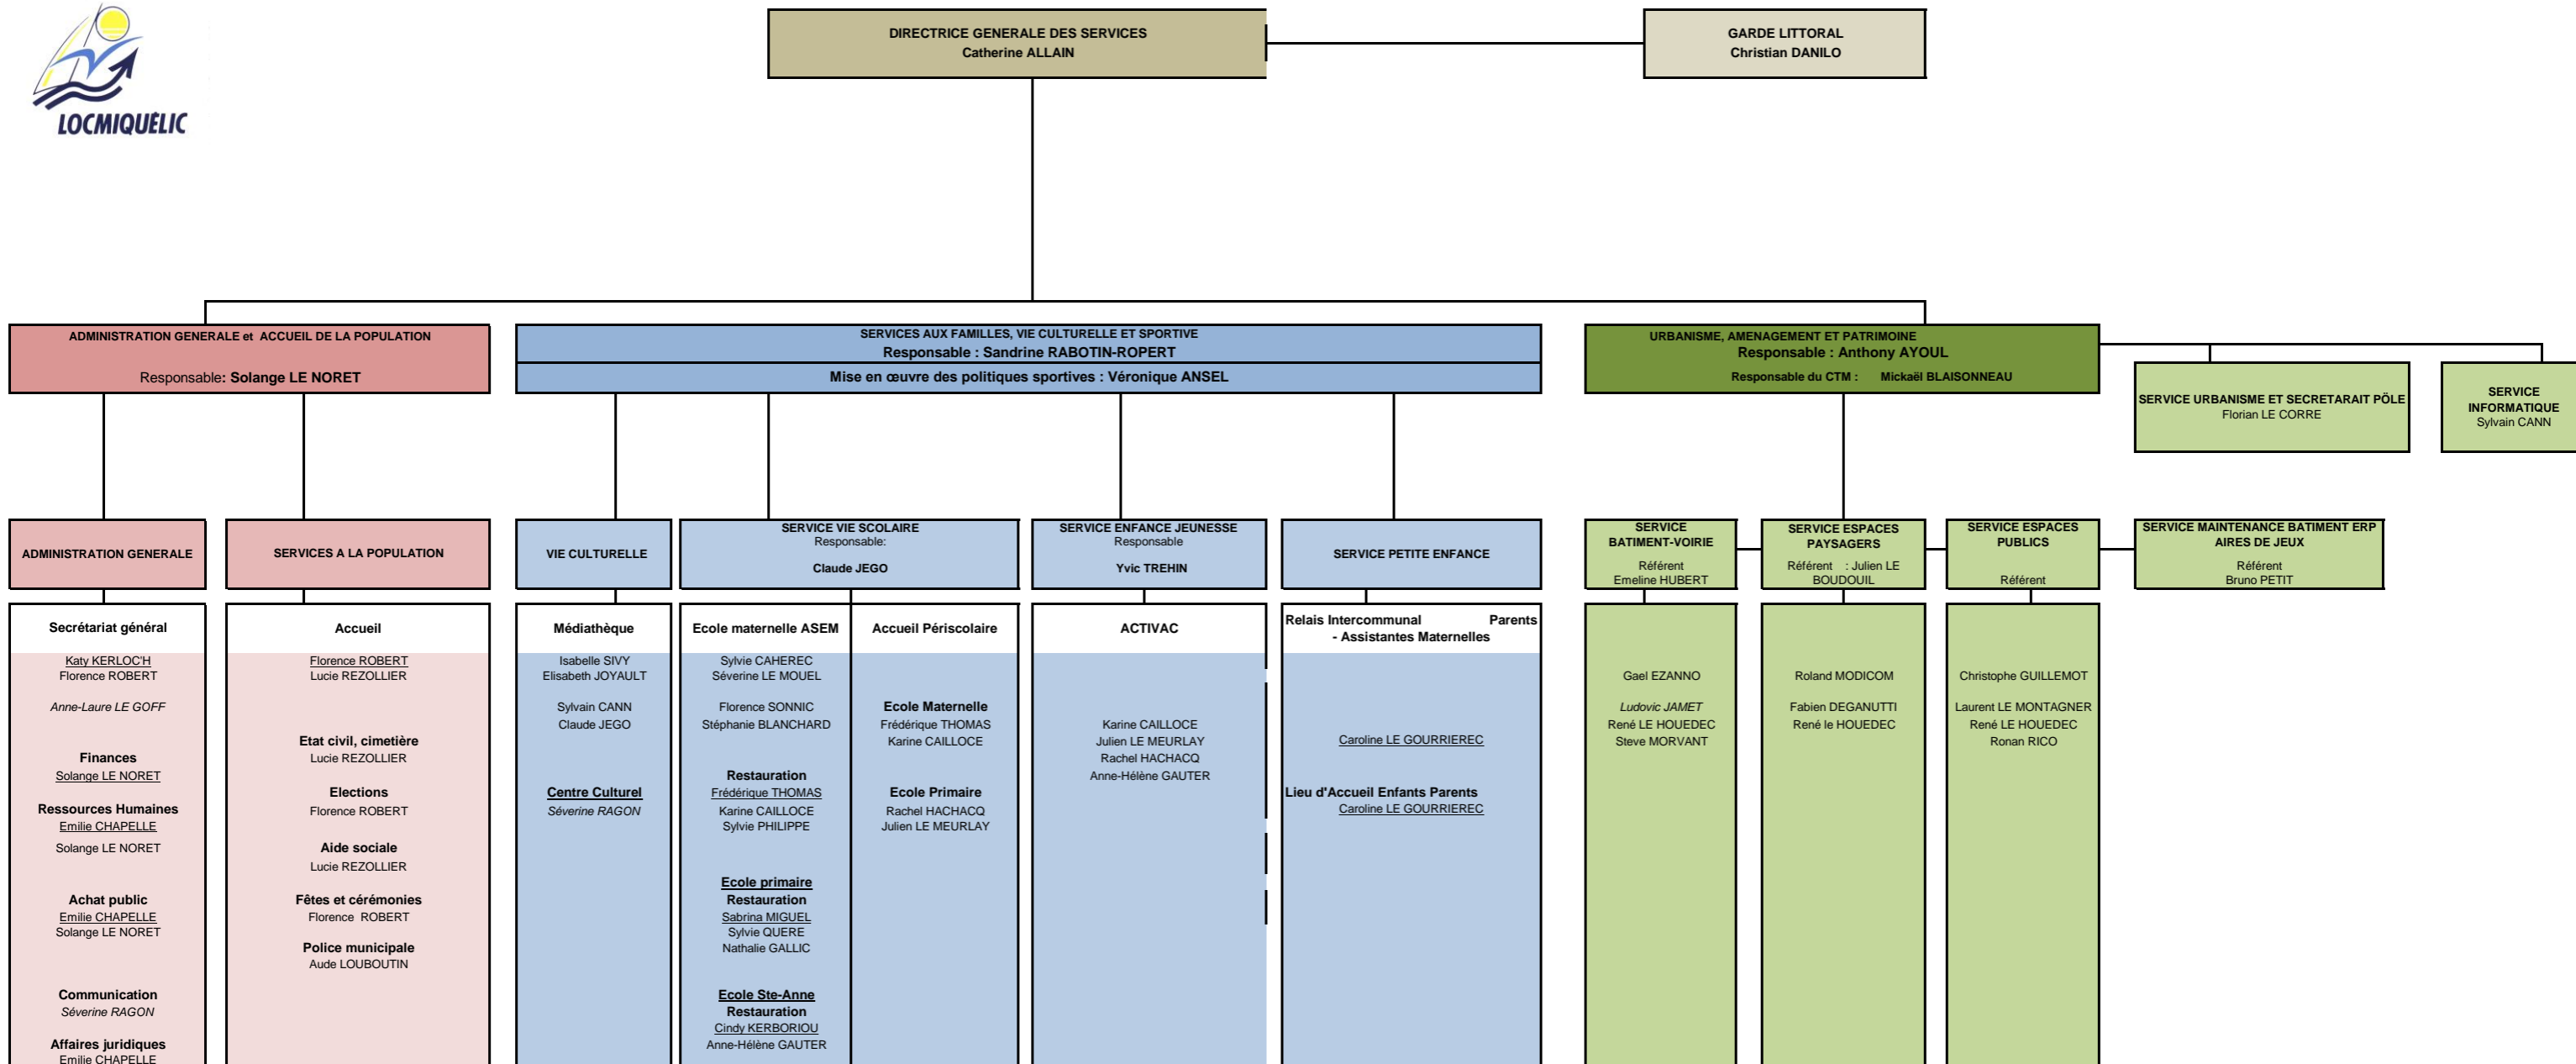 LOCMIQUÉLIC
DIRECTRICE GENERALE DES SERVICES
Catherine ALLAIN
GARDE LITTORAL
Christian DANILO
ADMINISTRATION GENERALE et ACCUEIL DE LA POPULATION
Responsable: Solange LE NORET
SERVICES AUX FAMILLES, VIE CULTURELLE ET SPORTIVE
Responsable : Sandrine RABOTIN-ROPERT
Mise en œuvre des politiques sportives : Véronique ANSEL
URBANISME, AMENAGEMENT ET PATRIMOINE
Responsable : Anthony AYOUL
Responsable du CTM : Mickaël BLAISONNEAU
SERVICE URBANISME ET SECRETARAIT PÖLE
Florian LE CORRE
SERVICE
INFORMATIQUE
Sylvain CANN
ADMINISTRATION GENERALE
SERVICES A LA POPULATION
VIE CULTURELLE
SERVICE VIE SCOLAIRE
Responsable:
Claude JEGO
SERVICE ENFANCE JEUNESSE
Responsable
Yvic TREHIN
SERVICE PETITE ENFANCE
SERVICE
BATIMENT-VOIRIE
Référent
Emeline HUBERT
SERVICE ESPACES
PAYSAGERS
Référent : Julien LE
BOUDOUIL
SERVICE ESPACES
PUBLICS
Référent
SERVICE MAINTENANCE BATIMENT ERP
AIRES DE JEUX
Référent
Bruno PETIT
Secrétariat général
Katy KERLOC'H
Florence ROBERT
Anne-Laure LE GOFF
Finances
Solange LE NORET
Ressources Humaines
Emilie CHAPELLE
Solange LE NORET
Achat public
Emilie CHAPELLE
Solange LE NORET
Communication
Séverine RAGON
Affaires juridiques
Emilie CHAPELLE
Accueil
Florence ROBERT
Lucie REZOLLIER
Etat civil, cimetière
Lucie REZOLLIER
Elections
Florence ROBERT
Aide sociale
Lucie REZOLLIER
Fêtes et cérémonies
Florence ROBERT
Police municipale
Aude LOUBOUTIN
Médiathèque
Isabelle SIVY
Elisabeth JOYAULT
Sylvain CANN
Claude JEGO
Centre Culturel
Séverine RAGON
Ecole maternelle ASEM
Sylvie CAHEREC
Séverine LE MOUEL
Florence SONNIC
Stéphanie BLANCHARD
Restauration
Frédérique THOMAS
Karine CAILLOCE
Sylvie PHILIPPE
Ecole primaire
Restauration
Sabrina MIGUEL
Sylvie QUERE
Nathalie GALLIC
Ecole Ste-Anne
Restauration
Cindy KERBORIOU
Anne-Hélène GAUTER
Accueil Périscolaire
Ecole Maternelle
Frédérique THOMAS
Karine CAILLOCE
Ecole Primaire
Rachel HACHACQ
Julien LE MEURLAY
ACTIVAC
Karine CAILLOCE
Julien LE MEURLAY
Rachel HACHACQ
Anne-Hélène GAUTER
Relais Intercommunal Parents
- Assistantes Maternelles
Caroline LE GOURRIEREC
Lieu d'Accueil Enfants Parents
Caroline LE GOURRIEREC
Gael EZANNO
Ludovic JAMET
René LE HOUEDEC
Steve MORVANT
Roland MODICOM
Fabien DEGANUTTI
René le HOUEDEC
Christophe GUILLEMOT
Laurent LE MONTAGNER
René LE HOUEDEC
Ronan RICO